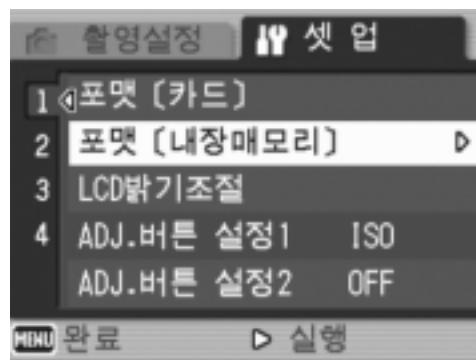 촬영설정 셋 업
1 포맷 (카드)
2 포맷 (내장메모리)
3 LCD밝기조절
4 ADJ.버튼 설정1 ISO
ADJ.버튼 설정2 OFF
MENU 완료 실행